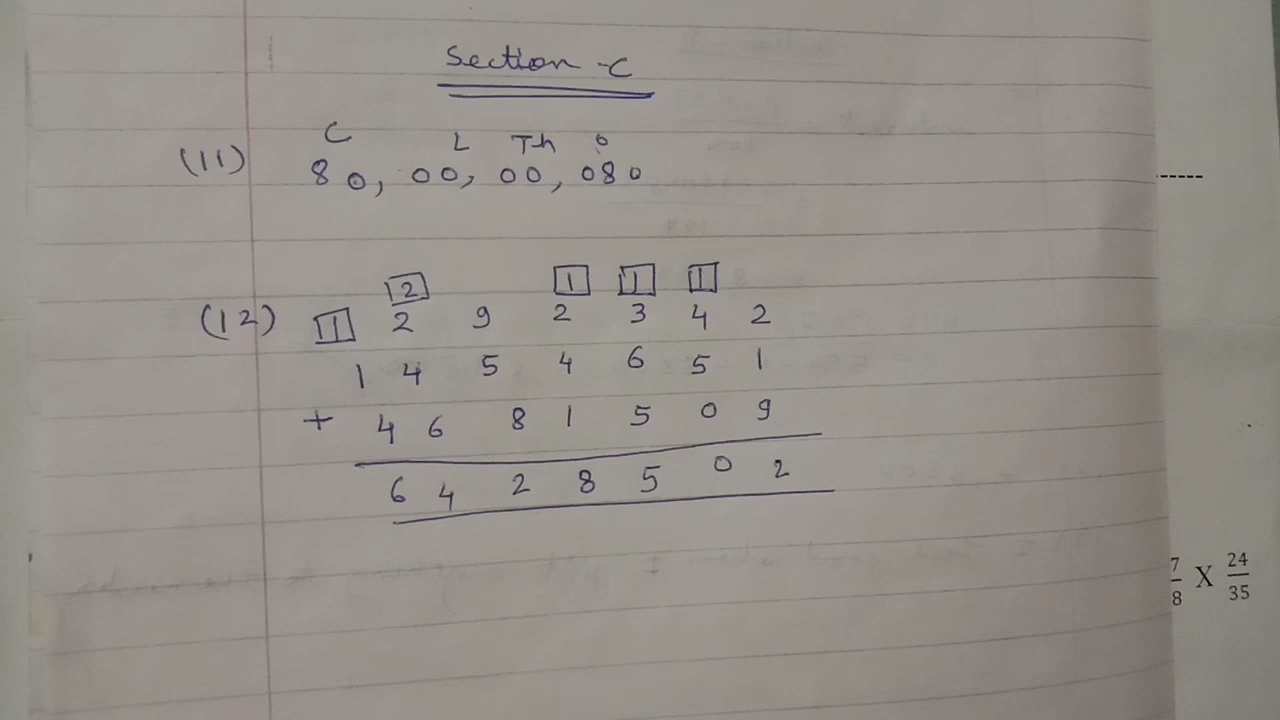 Section - C
C L Th o
(11) 80, 00, 00, 080
2 1 1 1
(12) 1 2 9 2 3 4 2
1 4 5 4 6 5 1
+ 4 6 8 1 5 0 9
6 4 2 8 5 0 2
7/8 X 24/35